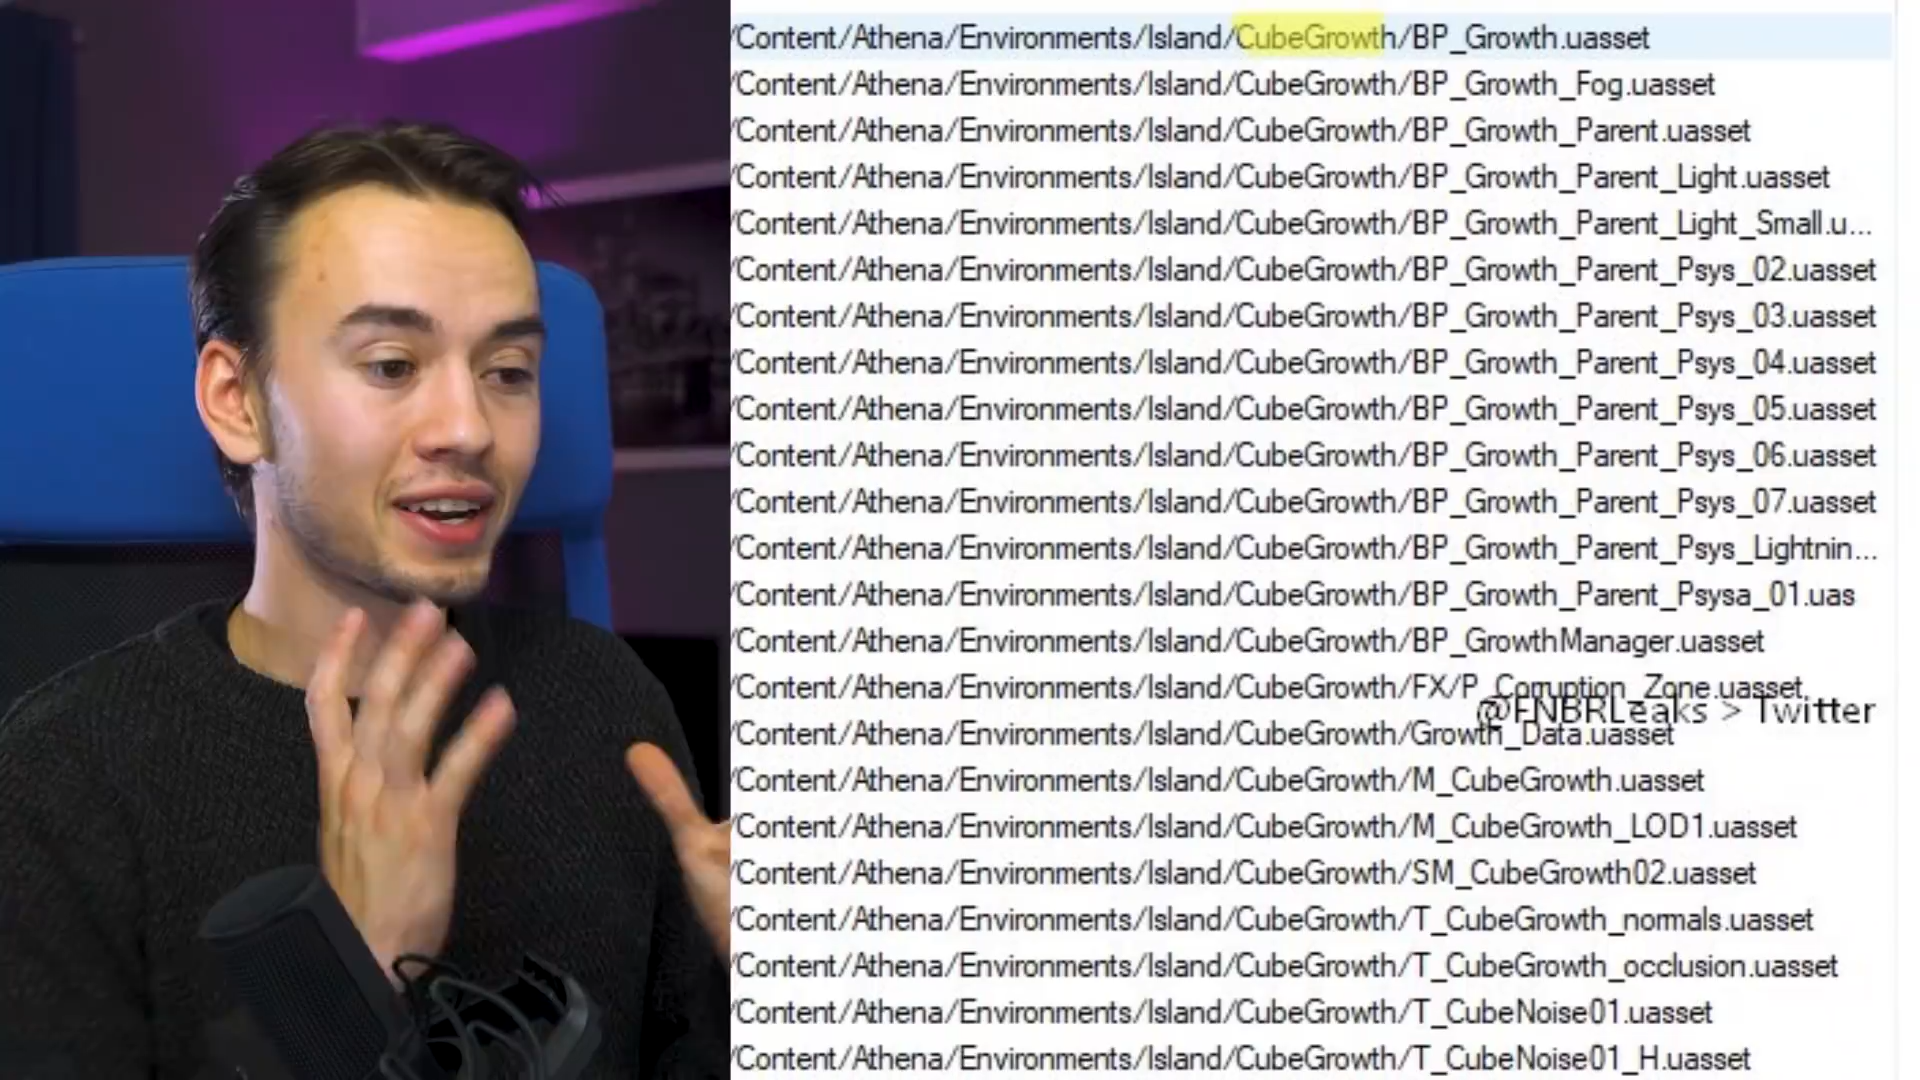 /Content/Athena/Environments/Island/CubeGrowth/BP_Growth.uasset
/Content/Athena/Environments/Island/CubeGrowth/BP_Growth_Fog.uasset
/Content/Athena/Environments/Island/CubeGrowth/BP_Growth_Parent.uasset
/Content/Athena/Environments/Island/CubeGrowth/BP_Growth_Parent_Light.uasset
/Content/Athena/Environments/Island/CubeGrowth/BP_Growth_Parent_Light_Small.u...
/Content/Athena/Environments/Island/CubeGrowth/BP_Growth_Parent_Psys_02.uasset
/Content/Athena/Environments/Island/CubeGrowth/BP_Growth_Parent_Psys_03.uasset
/Content/Athena/Environments/Island/CubeGrowth/BP_Growth_Parent_Psys_04.uasset
/Content/Athena/Environments/Island/CubeGrowth/BP_Growth_Parent_Psys_05.uasset
/Content/Athena/Environments/Island/CubeGrowth/BP_Growth_Parent_Psys_06.uasset
/Content/Athena/Environments/Island/CubeGrowth/BP_Growth_Parent_Psys_07.uasset
/Content/Athena/Environments/Island/CubeGrowth/BP_Growth_Parent_Psys_Lightnin...
/Content/Athena/Environments/Island/CubeGrowth/BP_Growth_Parent_Psysa_01.uas
/Content/Athena/Environments/Island/CubeGrowth/BP_GrowthManager.uasset
/Content/Athena/Environments/Island/CubeGrowth/FX/P_Corruption_Zone.uasset
@FNBRLeaks > Twitter
/Content/Athena/Environments/Island/CubeGrowth/Growth_Data.uasset
/Content/Athena/Environments/Island/CubeGrowth/M_CubeGrowth.uasset
/Content/Athena/Environments/Island/CubeGrowth/M_CubeGrowth_LOD1.uasset
/Content/Athena/Environments/Island/CubeGrowth/SM_CubeGrowth02.uasset
/Content/Athena/Environments/Island/CubeGrowth/T_CubeGrowth_normals.uasset
/Content/Athena/Environments/Island/CubeGrowth/T_CubeGrowth_occlusion.uasset
/Content/Athena/Environments/Island/CubeGrowth/T_CubeNoise01.uasset
/Content/Athena/Environments/Island/CubeGrowth/T_CubeNoise01_H.uasset